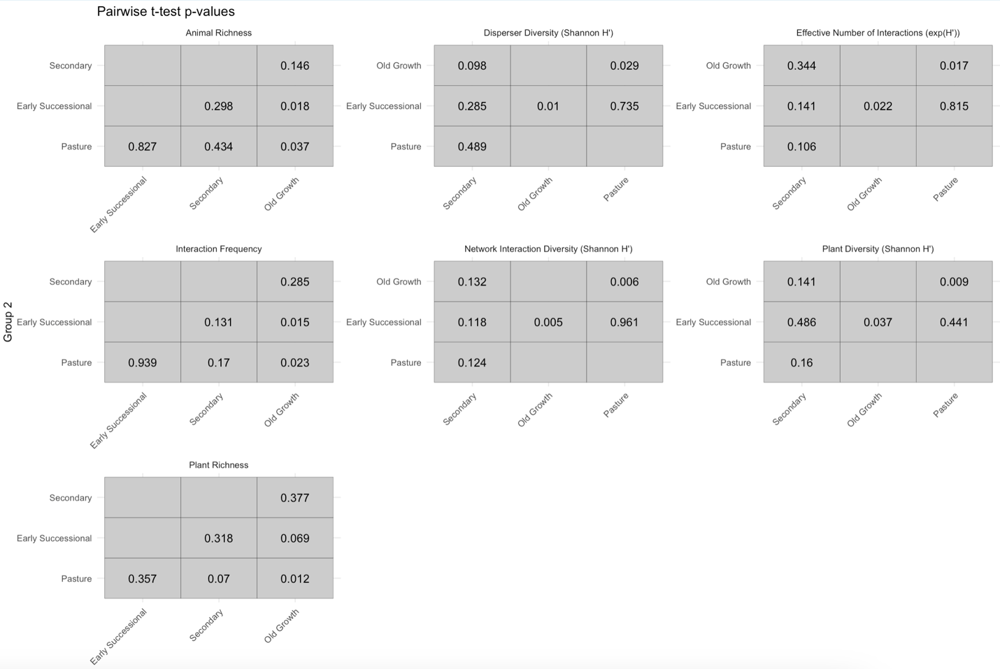 Pairwise t-test p-values
Animal Richness
Secondary 0.146
Early Successional 0.298 0.018
Pasture 0.827 0.434 0.037
Early Successional Secondary Old Growth
Disperser Diversity (Shannon H')
Old Growth 0.098 0.029
Early Successional 0.285 0.01 0.735
Pasture 0.489
Secondary Old Growth Pasture
Effective Number of Interactions (exp(H'))
Old Growth 0.344 0.017
Early Successional 0.141 0.022 0.815
Pasture 0.106
Secondary Old Growth Pasture
Group 2
Interaction Frequency
Secondary 0.285
Early Successional 0.131 0.015
Pasture 0.939 0.17 0.023
Early Successional Secondary Old Growth
Network Interaction Diversity (Shannon H')
Old Growth 0.132 0.006
Early Successional 0.118 0.005 0.961
Pasture 0.124
Secondary Old Growth Pasture
Plant Diversity (Shannon H')
Old Growth 0.141 0.009
Early Successional 0.486 0.037 0.441
Pasture 0.16
Secondary Old Growth Pasture
Plant Richness
Secondary 0.377
Early Successional 0.318 0.069
Pasture 0.357 0.07 0.012
Early Successional Secondary Old Growth